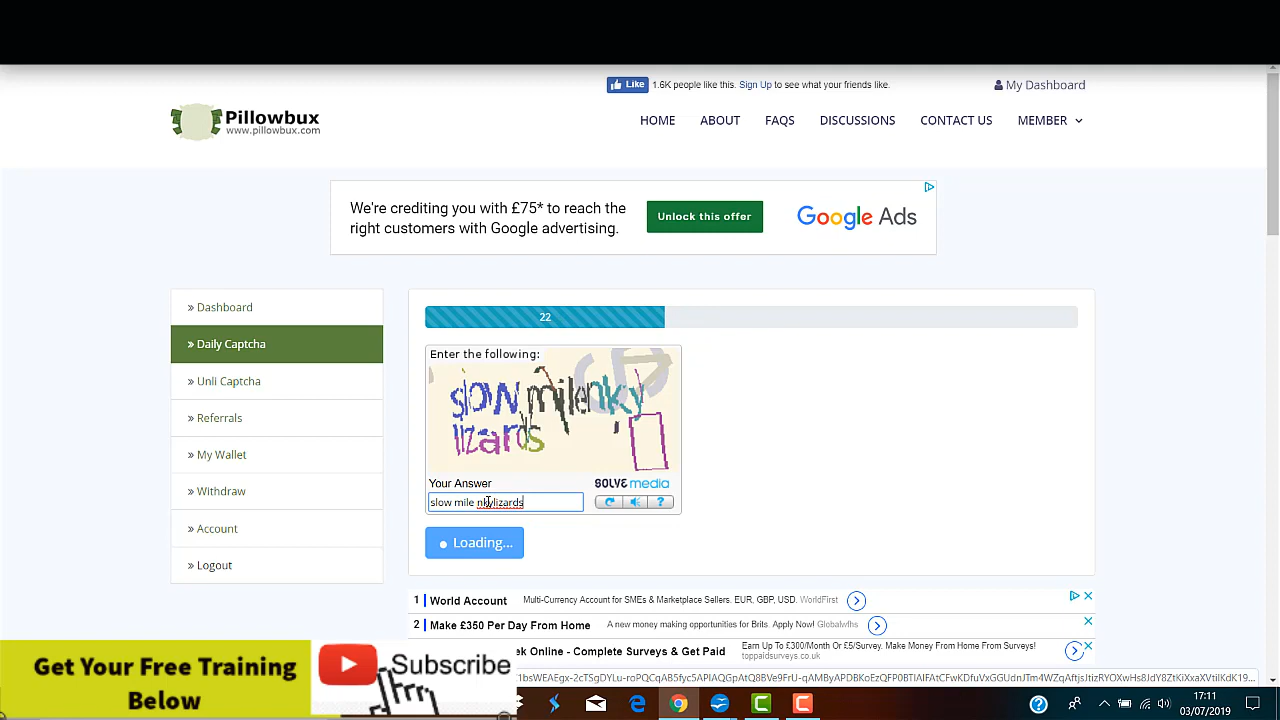 Like 1.6K people like this. Sign Up to see what your friends like.
My Dashboard
Pillowbux
www.pillowbux.com
HOME ABOUT FAQS DISCUSSIONS CONTACT US MEMBER
We're crediting you with £75* to reach the
right customers with Google advertising.
Unlock this offer
Google Ads
» Dashboard
» Daily Captcha
» Unli Captcha
» Referrals
» My Wallet
» Withdraw
» Account
» Logout
22
Enter the following:
slow milenky
lizards
Your Answer
SOLVE media
slow mile nkylizards
?
Loading...
1 World Account Multi-Currency Account for SMEs & Marketplace Sellers. EUR, GBP, USD. WorldFirst
2 Make £350 Per Day From Home A new money making opportunities for Brits. Apply Now! Globalwfhs
ek Online - Complete Surveys & Get Paid Earn Up To £300/Month Or £5/Survey. Make Money From Home From Surveys!
toppaidsurveys.co.uk
Get Your Free Training
Below
Subscribe
17:11
03/07/2019